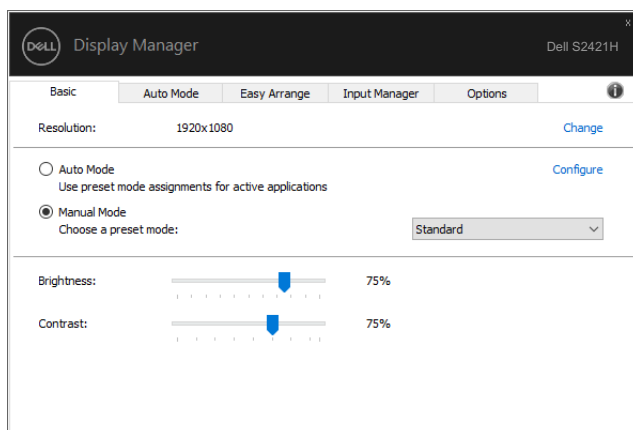 DELL Display Manager Dell S2421H
x
Basic Auto Mode Easy Arrange Input Manager Options i
Resolution: 1920x1080 Change
Auto Mode Configure
Use preset mode assignments for active applications
Manual Mode
Choose a preset mode: Standard
Brightness: 75%
Contrast: 75%